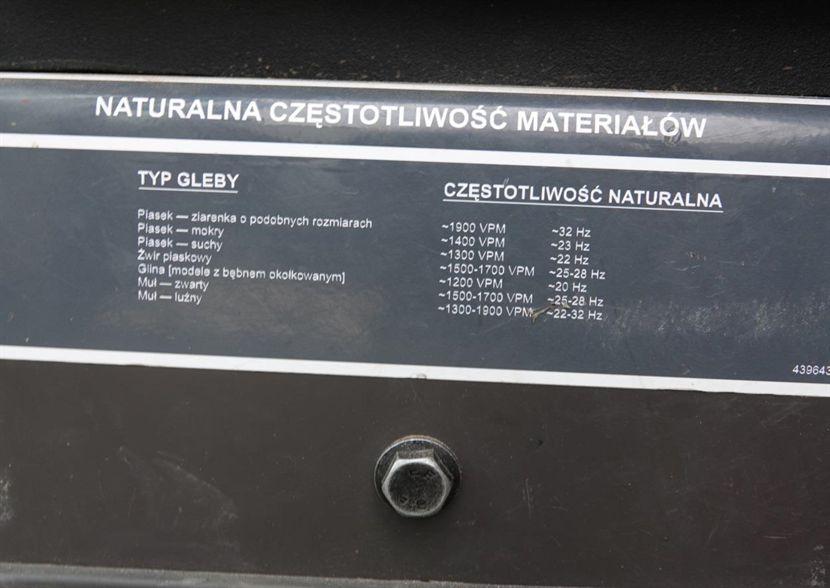 NATURALNA CZĘSTOTLIWOŚĆ MATERIAŁÓW
TYP GLEBY CZĘSTOTLIWOŚĆ NATURALNA
Piasek — ziarenka o podobnych rozmiarach ~1900 VPM ~32 Hz
Piasek — mokry ~1400 VPM ~23 Hz
Piasek — suchy ~1300 VPM ~22 Hz
Żwir piaskowy ~1500-1700 VPM ~25-28 Hz
Glina [modele z bębnem okołkowanym] ~1200 VPM ~20 Hz
Muł — zwarty ~1500-1700 VPM ~25-28 Hz
Muł — luźny ~1300-1900 VPM ~22-32 Hz
439643